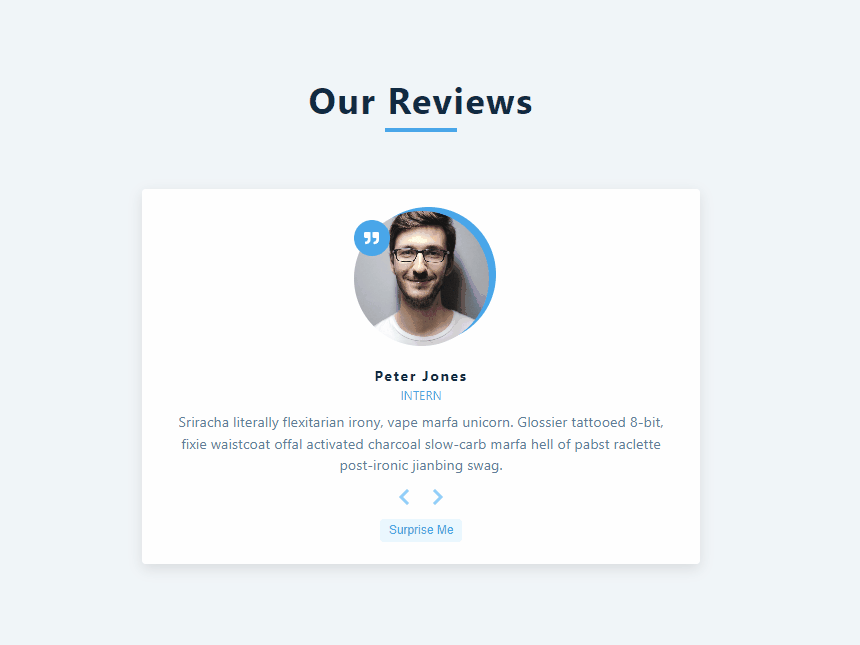 Our Reviews
Peter Jones
INTERN
Sriracha literally flexitarian irony, vape marfa unicorn. Glossier tattooed 8-bit,
fixie waistcoat offal activated charcoal slow-carb marfa hell of pabst raclette
post-ironic jianbing swag.
Surprise Me